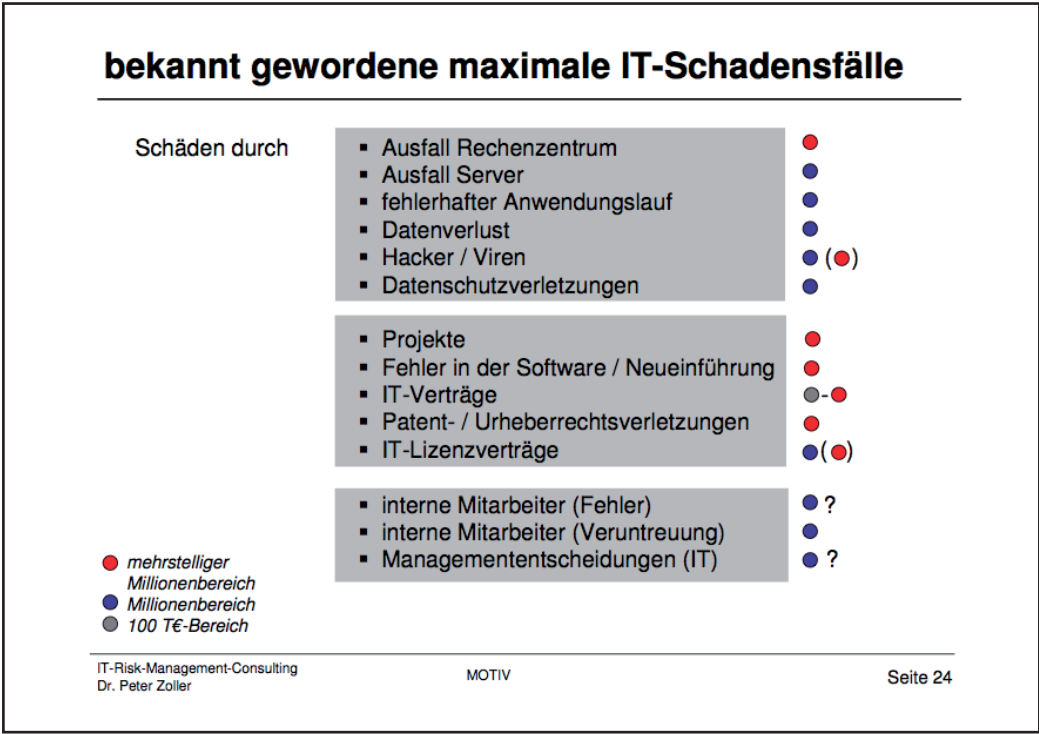 bekannt gewordene maximale IT-Schadensfälle
Schäden durch
▪ Ausfall Rechenzentrum
▪ Ausfall Server
▪ fehlerhafter Anwendungslauf
▪ Datenverlust
▪ Hacker / Viren
( )
▪ Datenschutzverletzungen
▪ Projekte
▪ Fehler in der Software / Neueinführung
▪ IT-Verträge
-
▪ Patent- / Urheberrechtsverletzungen
▪ IT-Lizenzverträge
( )
▪ interne Mitarbeiter (Fehler)
?
▪ interne Mitarbeiter (Veruntreuung)
▪ Managemententscheidungen (IT)
?
mehrstelliger
Millionenbereich
Millionenbereich
100 T€-Bereich
IT-Risk-Management-Consulting
Dr. Peter Zoller
MOTIV
Seite 24